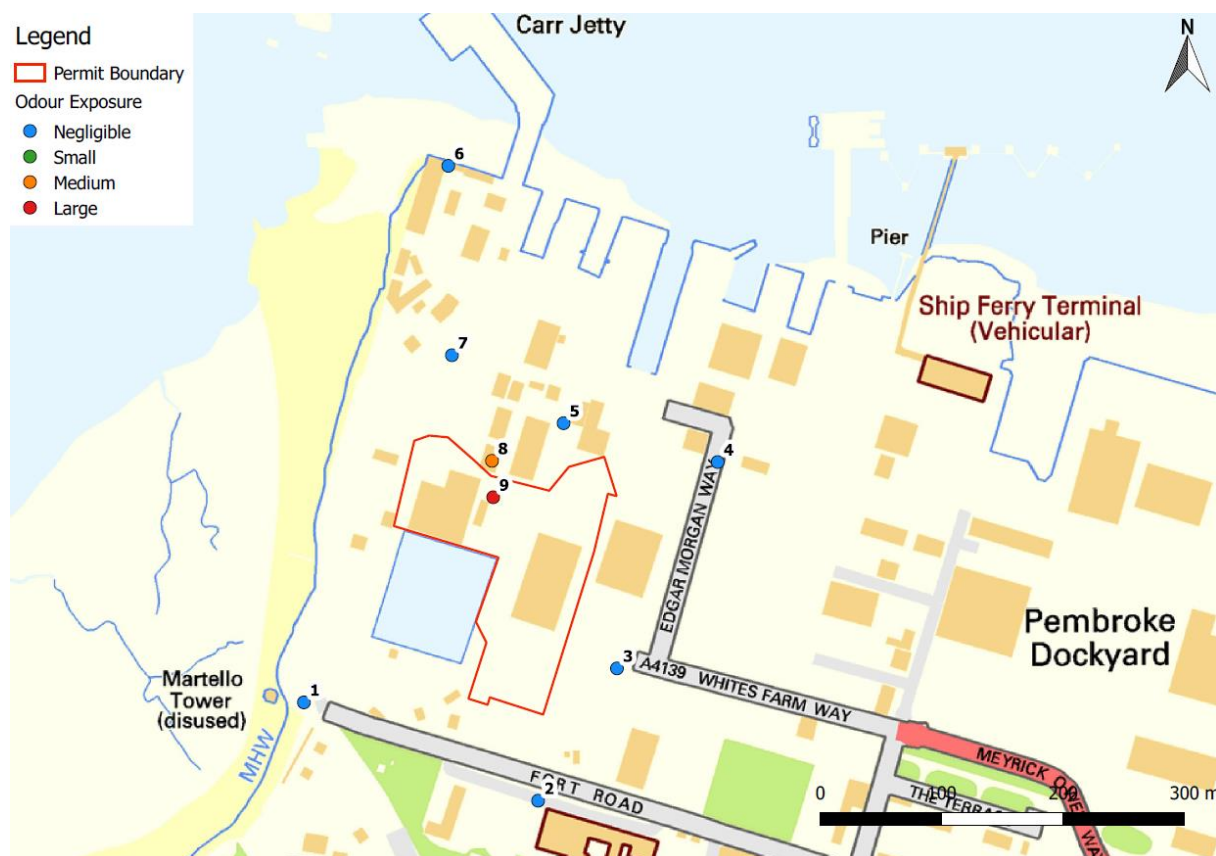 Legend
Permit Boundary
Odour Exposure
Negligible
Small
Medium
Large
Carr Jetty
N
6
Pier
Ship Ferry Terminal
(Vehicular)
7
5
8
4
9
EDGAR MORGAN WAY
Pembroke
Dockyard
3
A4139 WHITES FARM WAY
Martello
Tower
(disused)
1
MHW
MEYRICK O
WA
FORT ROAD
2
THE TERRA
0 100 200 300 m